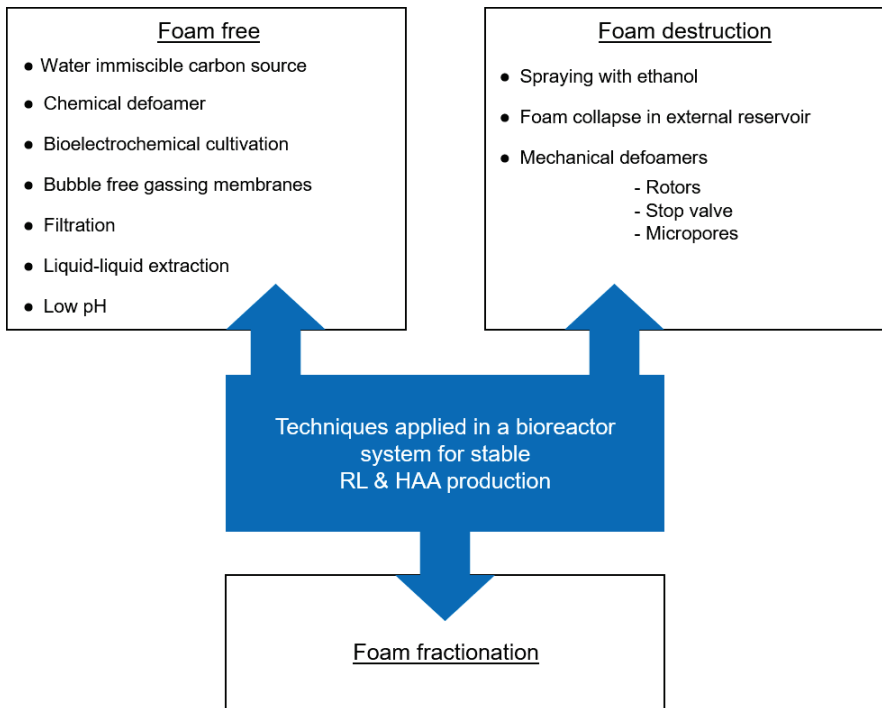 Foam free
● Water immiscible carbon source
● Chemical defoamer
● Bioelectrochemical cultivation
● Bubble free gassing membranes
● Filtration
● Liquid-liquid extraction
● Low pH
Foam destruction
● Spraying with ethanol
● Foam collapse in external reservoir
● Mechanical defoamers
- Rotors
- Stop valve
- Micropores
Techniques applied in a bioreactor
system for stable
RL & HAA production
Foam fractionation